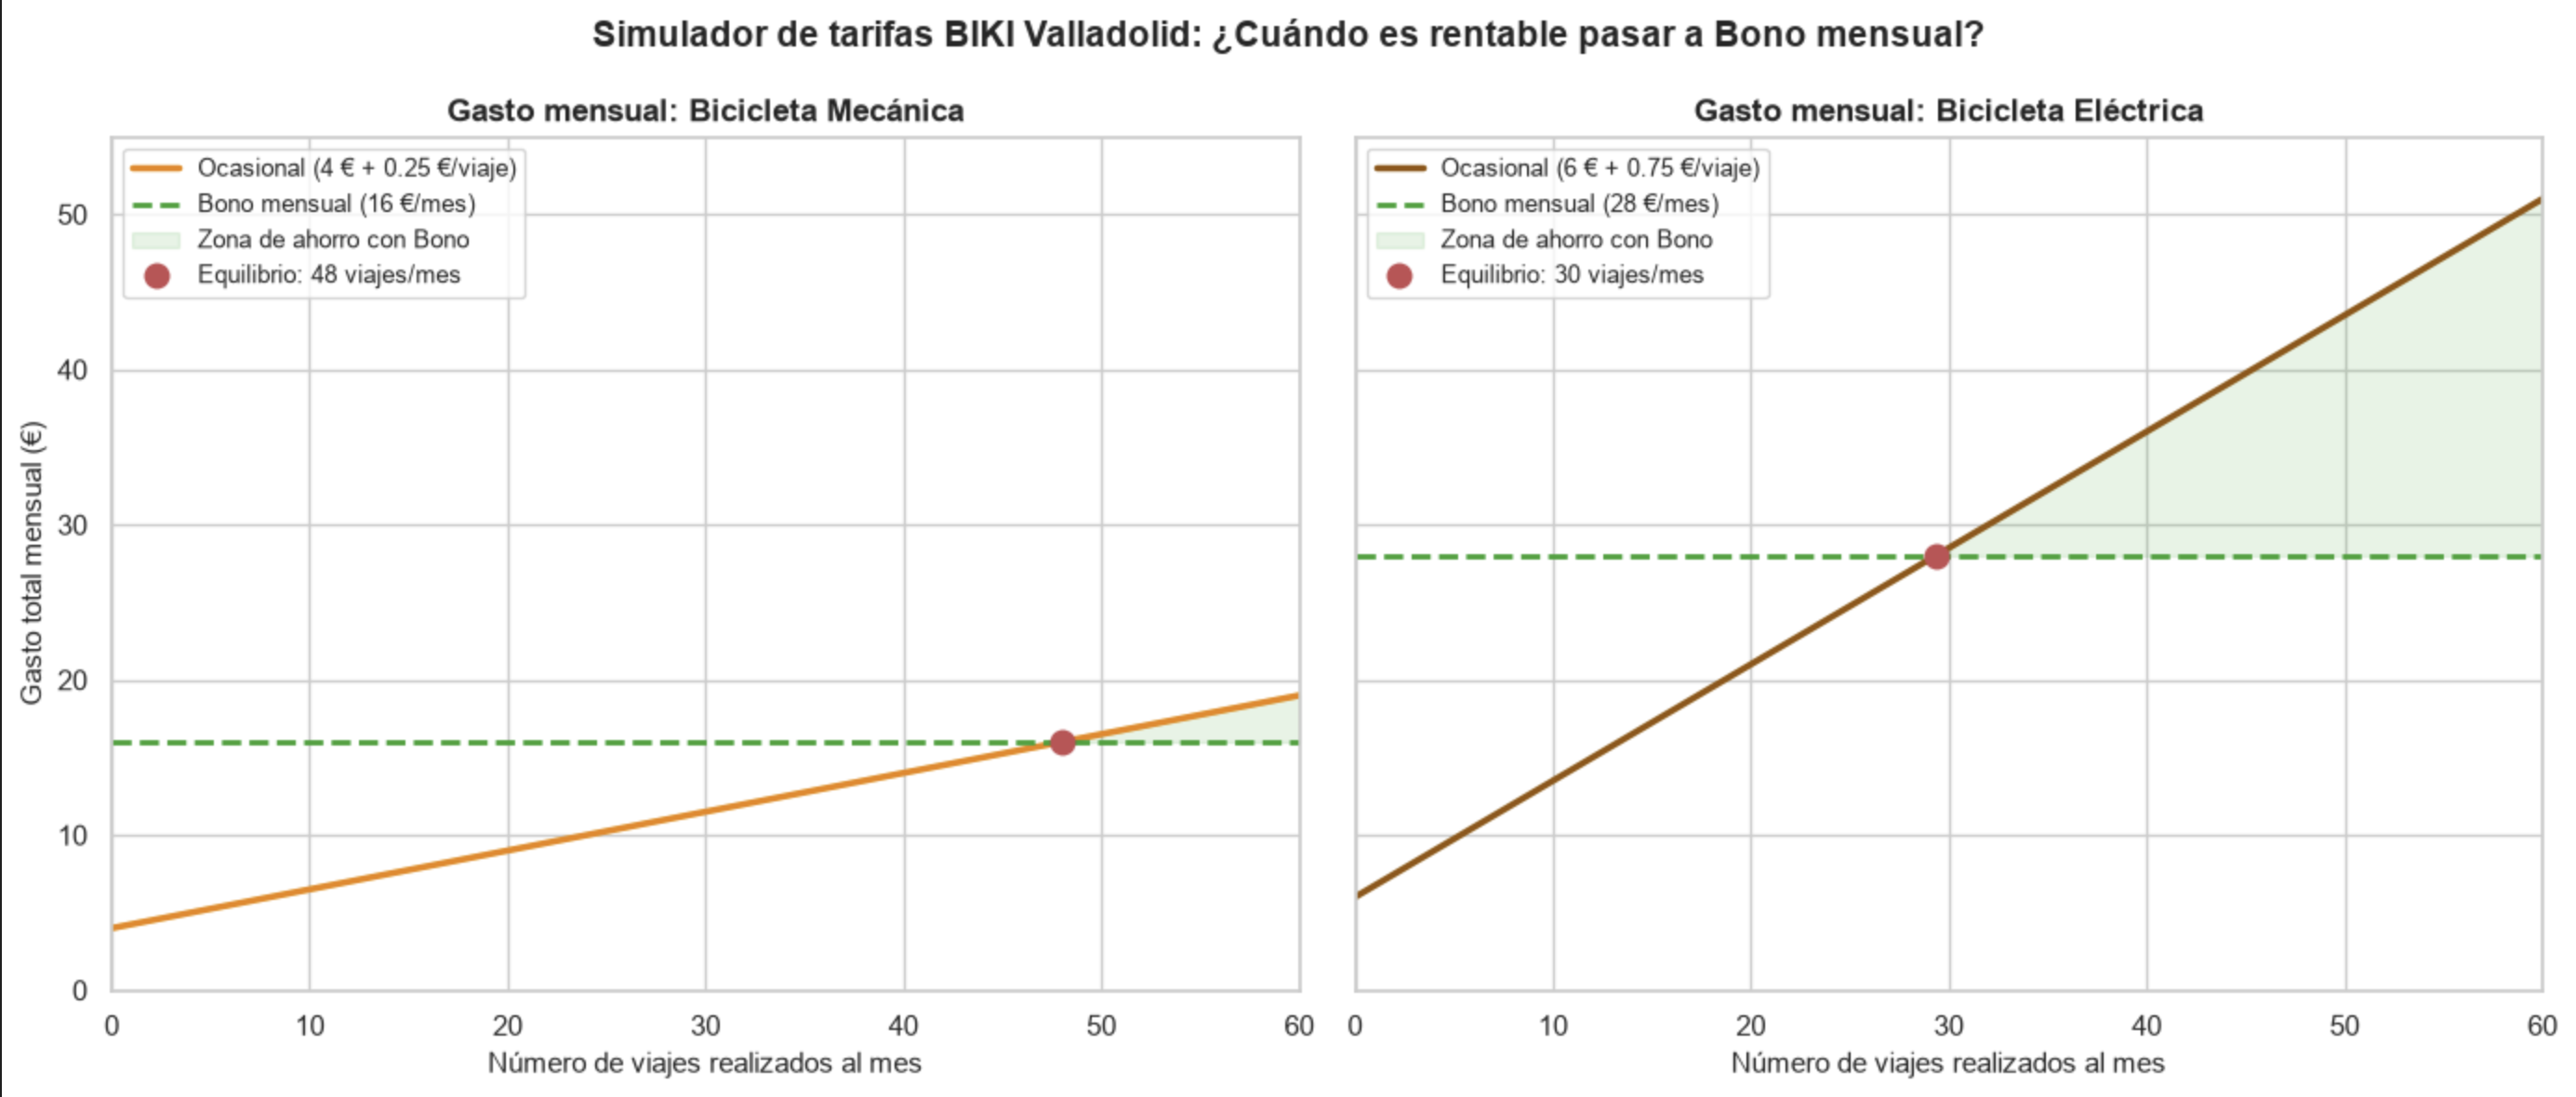 Simulador de tarifas BIKI Valladolid: ¿Cuándo es rentable pasar a Bono mensual?
Gasto mensual: Bicicleta Mecánica
Ocasional (4 € + 0.25 €/viaje)
Bono mensual (16 €/mes)
Zona de ahorro con Bono
Equilibrio: 48 viajes/mes
Gasto total mensual (€)
50
40
30
20
10
0
0 10 20 30 40 50 60
Número de viajes realizados al mes
Gasto mensual: Bicicleta Eléctrica
Ocasional (6 € + 0.75 €/viaje)
Bono mensual (28 €/mes)
Zona de ahorro con Bono
Equilibrio: 30 viajes/mes
0 10 20 30 40 50 60
Número de viajes realizados al mes